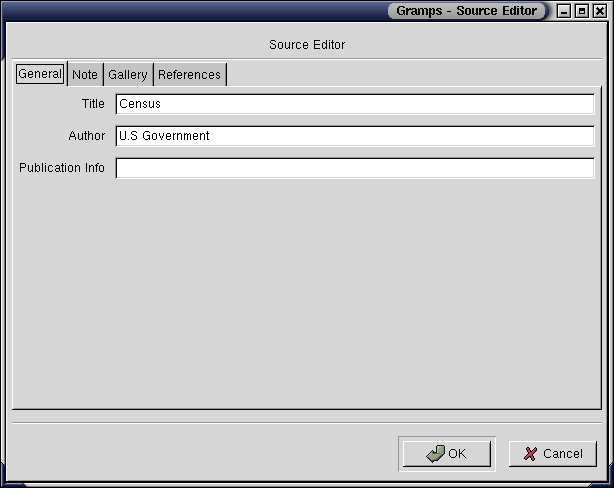 Gramps - Source Editor
Source Editor
General Note Gallery References
Title Census
Author U.S Government
Publication Info
OK Cancel